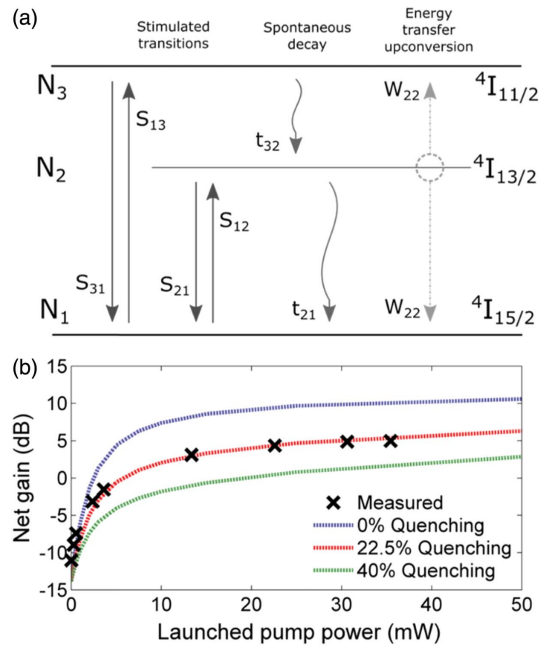 (a)
Stimulated transitions
Spontaneous decay
Energy transfer upconversion
N3
W22
4I11/2
S13
t32
N2
4I13/2
S12
S31
S21
t21
W22
N1
4I15/2
(b)
15
10
5
0
-5
-10
-15
Net gain (dB)
Measured
0% Quenching
22.5% Quenching
40% Quenching
0 10 20 30 40 50
Launched pump power (mW)